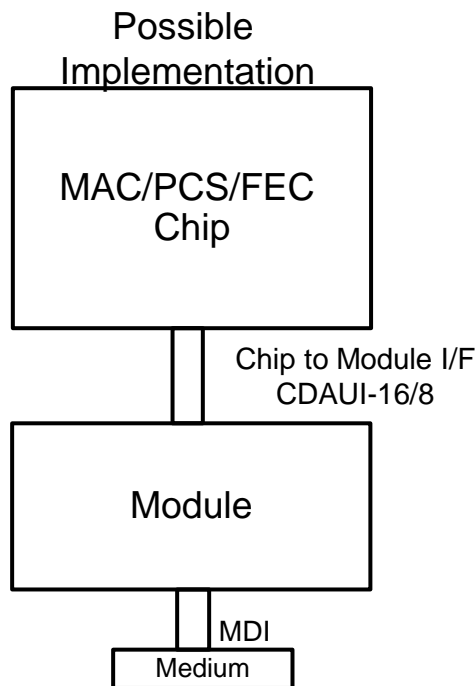 Possible
Implementation
MAC/PCS/FEC
Chip
Chip to Module I/F
CDAUI-16/8
Module
MDI
Medium